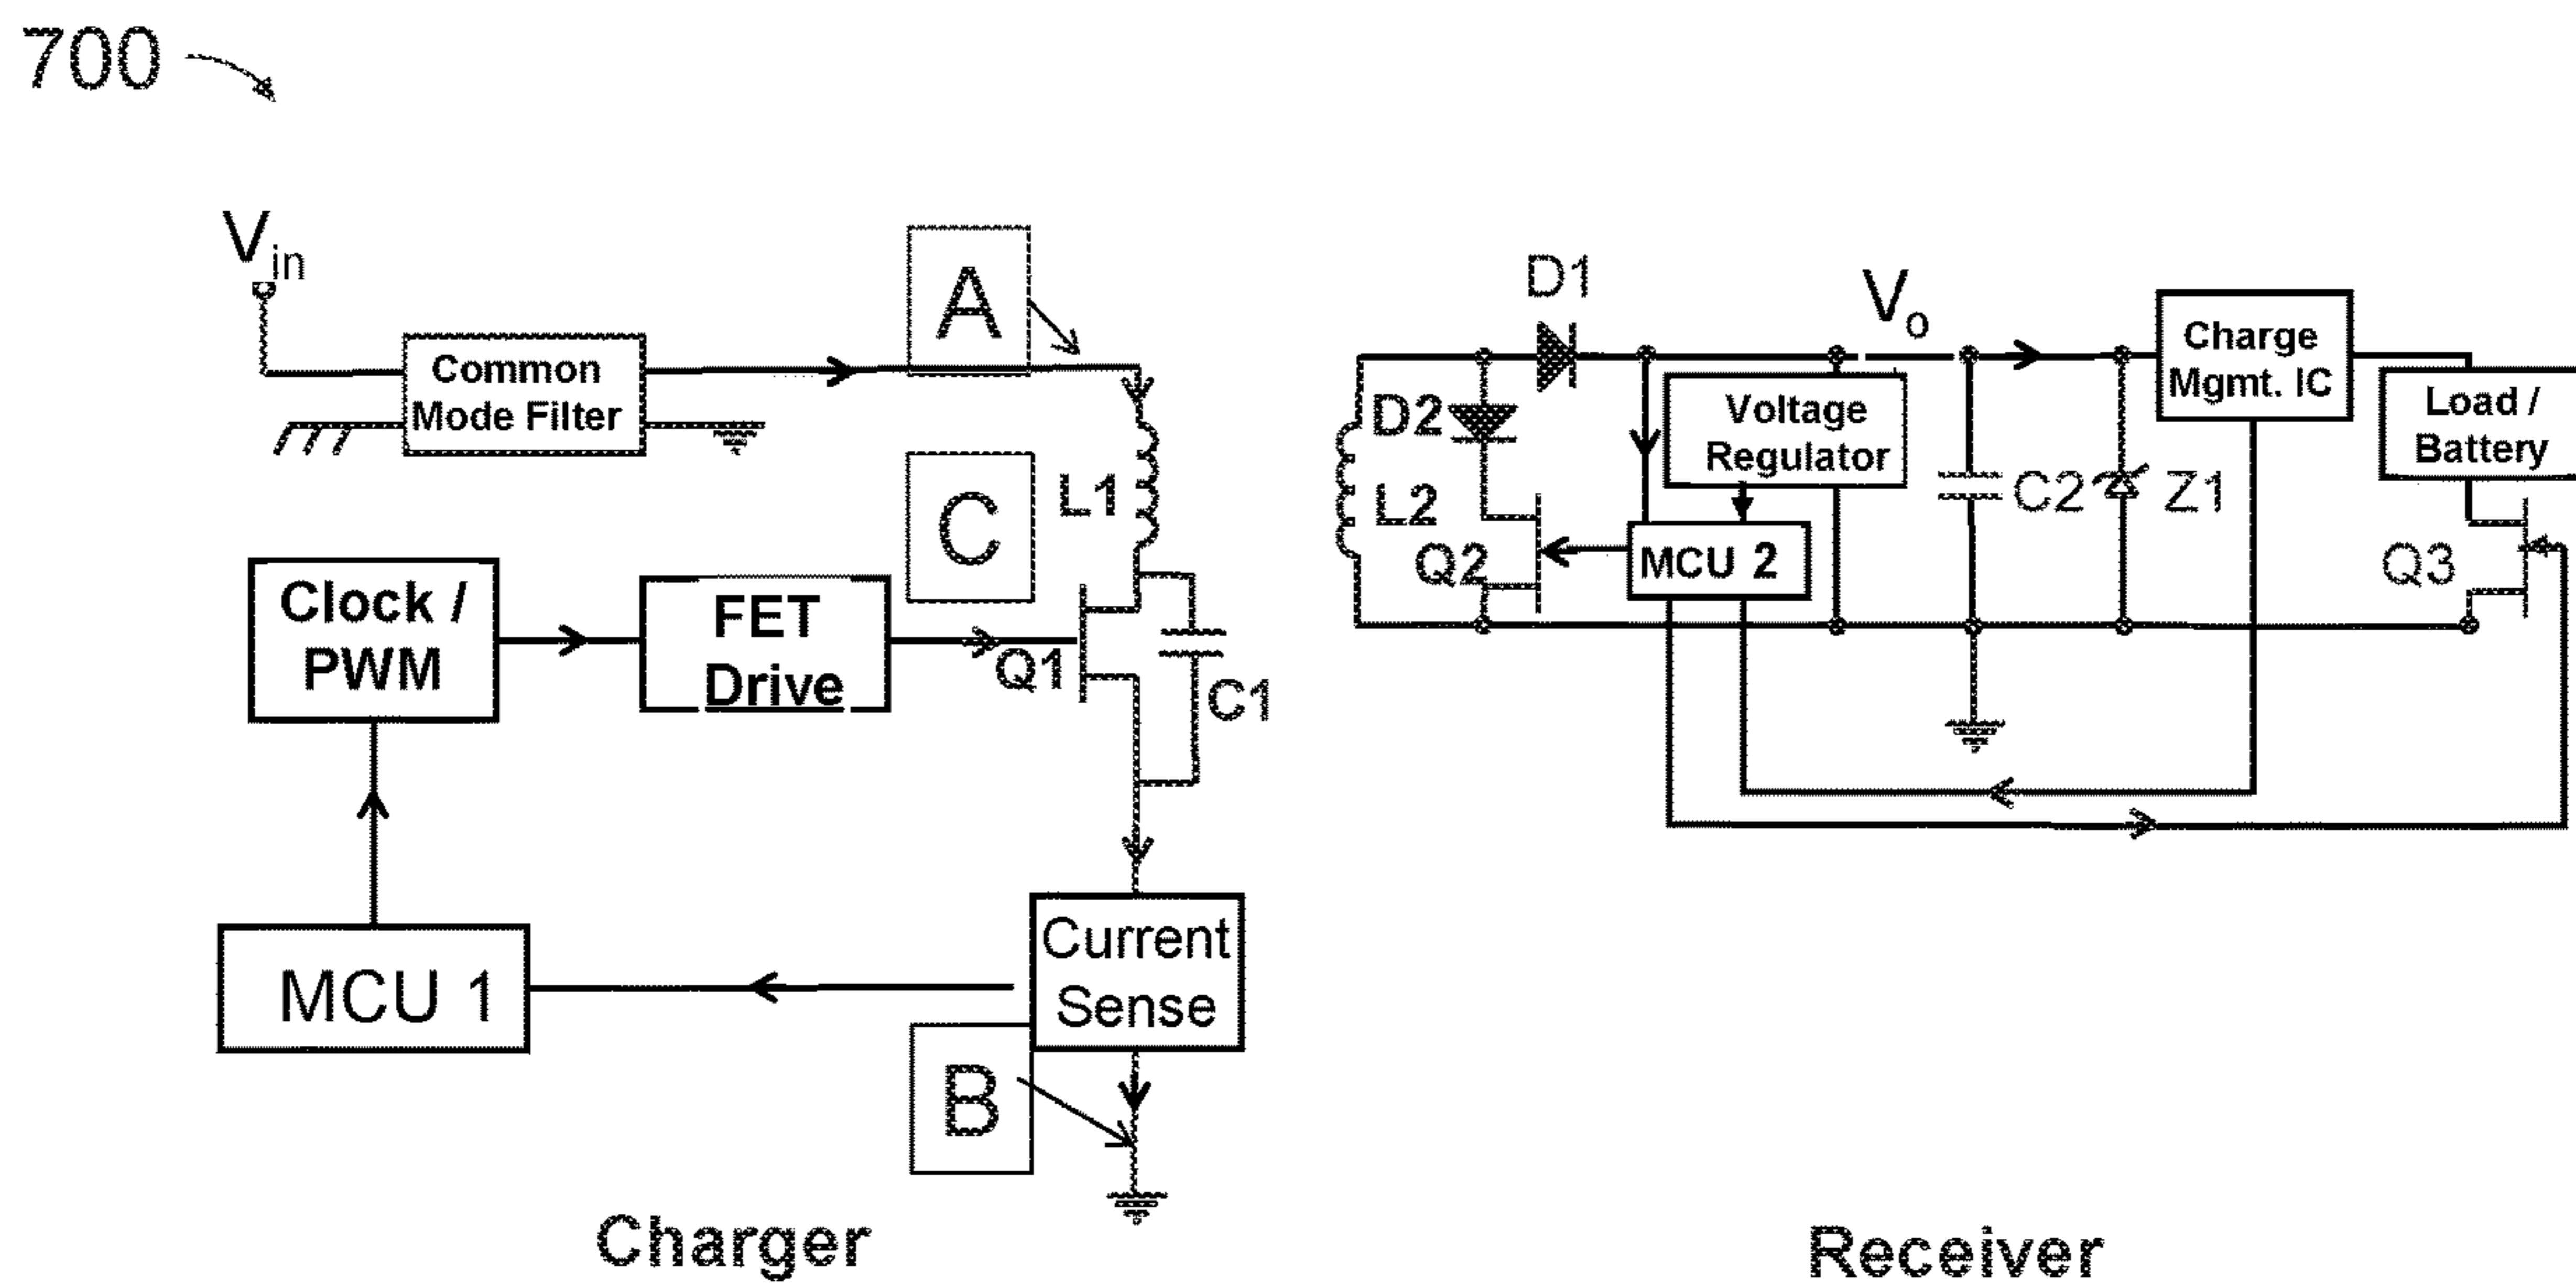 700
Vin
Common
Mode Filter
A
L1
C
Clock /
PWM
FET
Drive
Q1
C1
MCU 1
Current
Sense
B
Charger
D1
Vo
Charge
Mgmt. IC
D2
Voltage
Regulator
Load /
Battery
L2
C2
Z1
Q2
MCU 2
Q3
Receiver